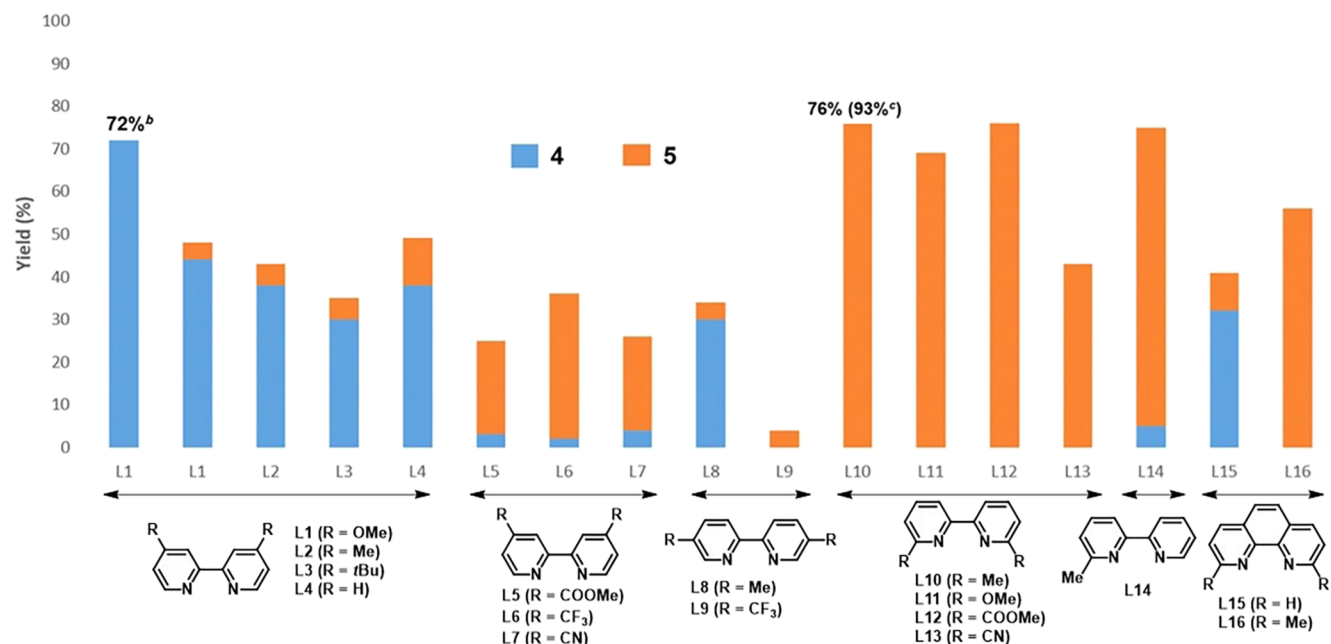 100
90
80
70
60
50
40
30
20
10
0
Yield (%)
72%ᵇ
76% (93%ᶜ)
4
5
L1
L1
L2
L3
L4
L5
L6
L7
L8
L9
L10
L11
L12
L13
L14
L15
L16
R
R
N
N
L1 (R = OMe)
L2 (R = Me)
L3 (R = tBu)
L4 (R = H)
R
R
N
N
L5 (R = COOMe)
L6 (R = CF₃)
L7 (R = CN)
R
R
N
N
L8 (R = Me)
L9 (R = CF₃)
N
N
R
R
L10 (R = Me)
L11 (R = OMe)
L12 (R = COOMe)
L13 (R = CN)
N
N
Me
L14
N
N
R
R
L15 (R = H)
L16 (R = Me)